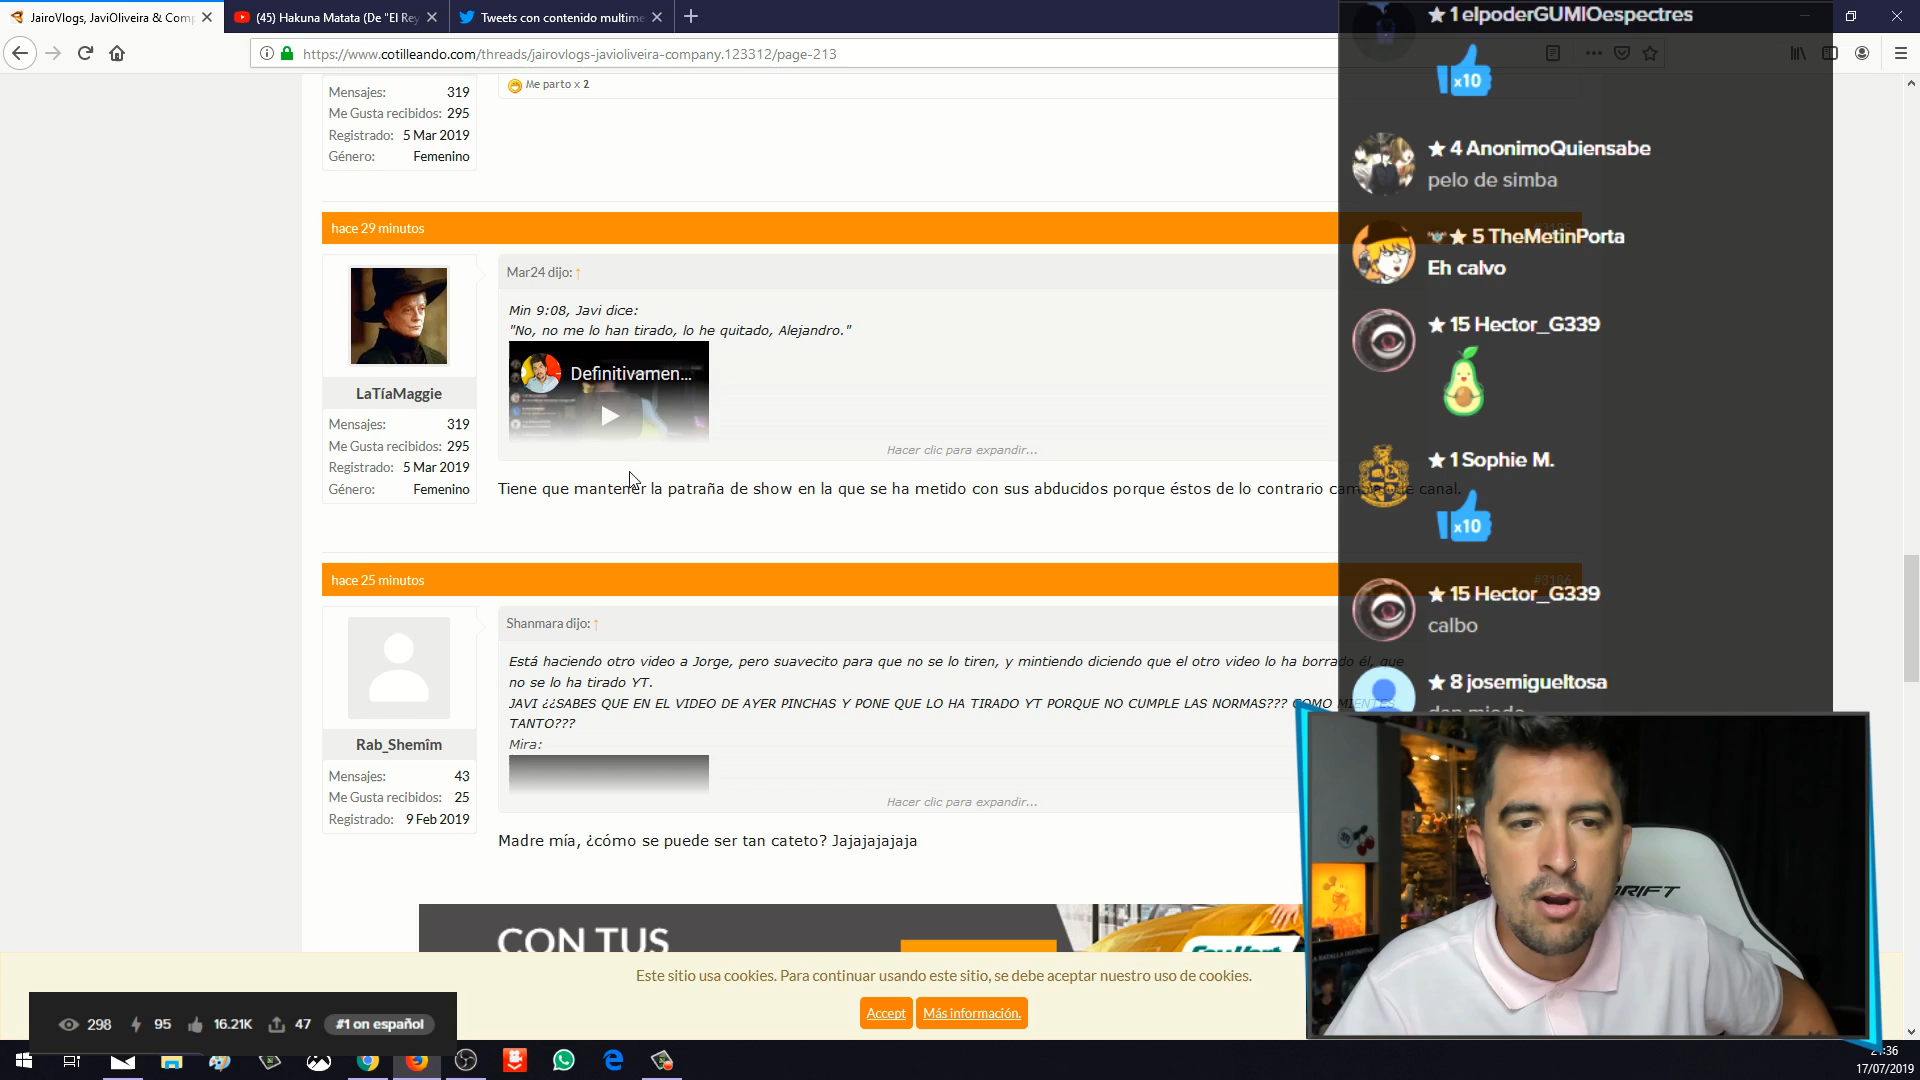 JairoVlogs, JaviOliveira & Comp
(45) Hakuna Matata (De "El Rey
Tweets con contenido multime
https://www.cotilleando.com/threads/jairovlogs-javioliveira-company.123312/page-213
Mensajes: 319
Me Gusta recibidos: 295
Registrado: 5 Mar 2019
Género: Femenino
Me parto x 2
hace 29 minutos
LaTíaMaggie
Mensajes: 319
Me Gusta recibidos: 295
Registrado: 5 Mar 2019
Género: Femenino
Mar24 dijo: ↑
Min 9:08, Javi dice:
"No, no me lo han tirado, lo he quitado, Alejandro."
Definitivamen...
Hacer clic para expandir...
Tiene que mantener la patraña de show en la que se ha metido con sus abducidos porque éstos de lo contrario canal.
hace 25 minutos
Rab_Shemîm
Mensajes: 43
Me Gusta recibidos: 25
Registrado: 9 Feb 2019
Shanmara dijo: ↑
Está haciendo otro video a Jorge, pero suavecito para que no se lo tiren, y mintiendo diciendo que el otro video lo ha borrado él, que
no se lo ha tirado YT.
JAVI ¿¿SABES QUE EN EL VIDEO DE AYER PINCHAS Y PONE QUE LO HA TIRADO YT PORQUE NO CUMPLE LAS NORMAS??? COMO MIENTES
TANTO???
Mira:
Hacer clic para expandir...
Madre mía, ¿cómo se puede ser tan cateto? Jajajajajaja
CON TUS
Este sitio usa cookies. Para continuar usando este sitio, se debe aceptar nuestro uso de cookies.
Accept
Más información.
298 95 16.21K 47 #1 on español
★ 1 elpoderGUMIOespectres
x10
★ 4 AnonimoQuiensabe
pelo de simba
★ 5 TheMetinPorta
Eh calvo
★ 15 Hector_G339
★ 1 Sophie M.
x10
★ 15 Hector_G339
calbo
★ 8 josemigueltosa
DRIFT
21:36
17/07/2019